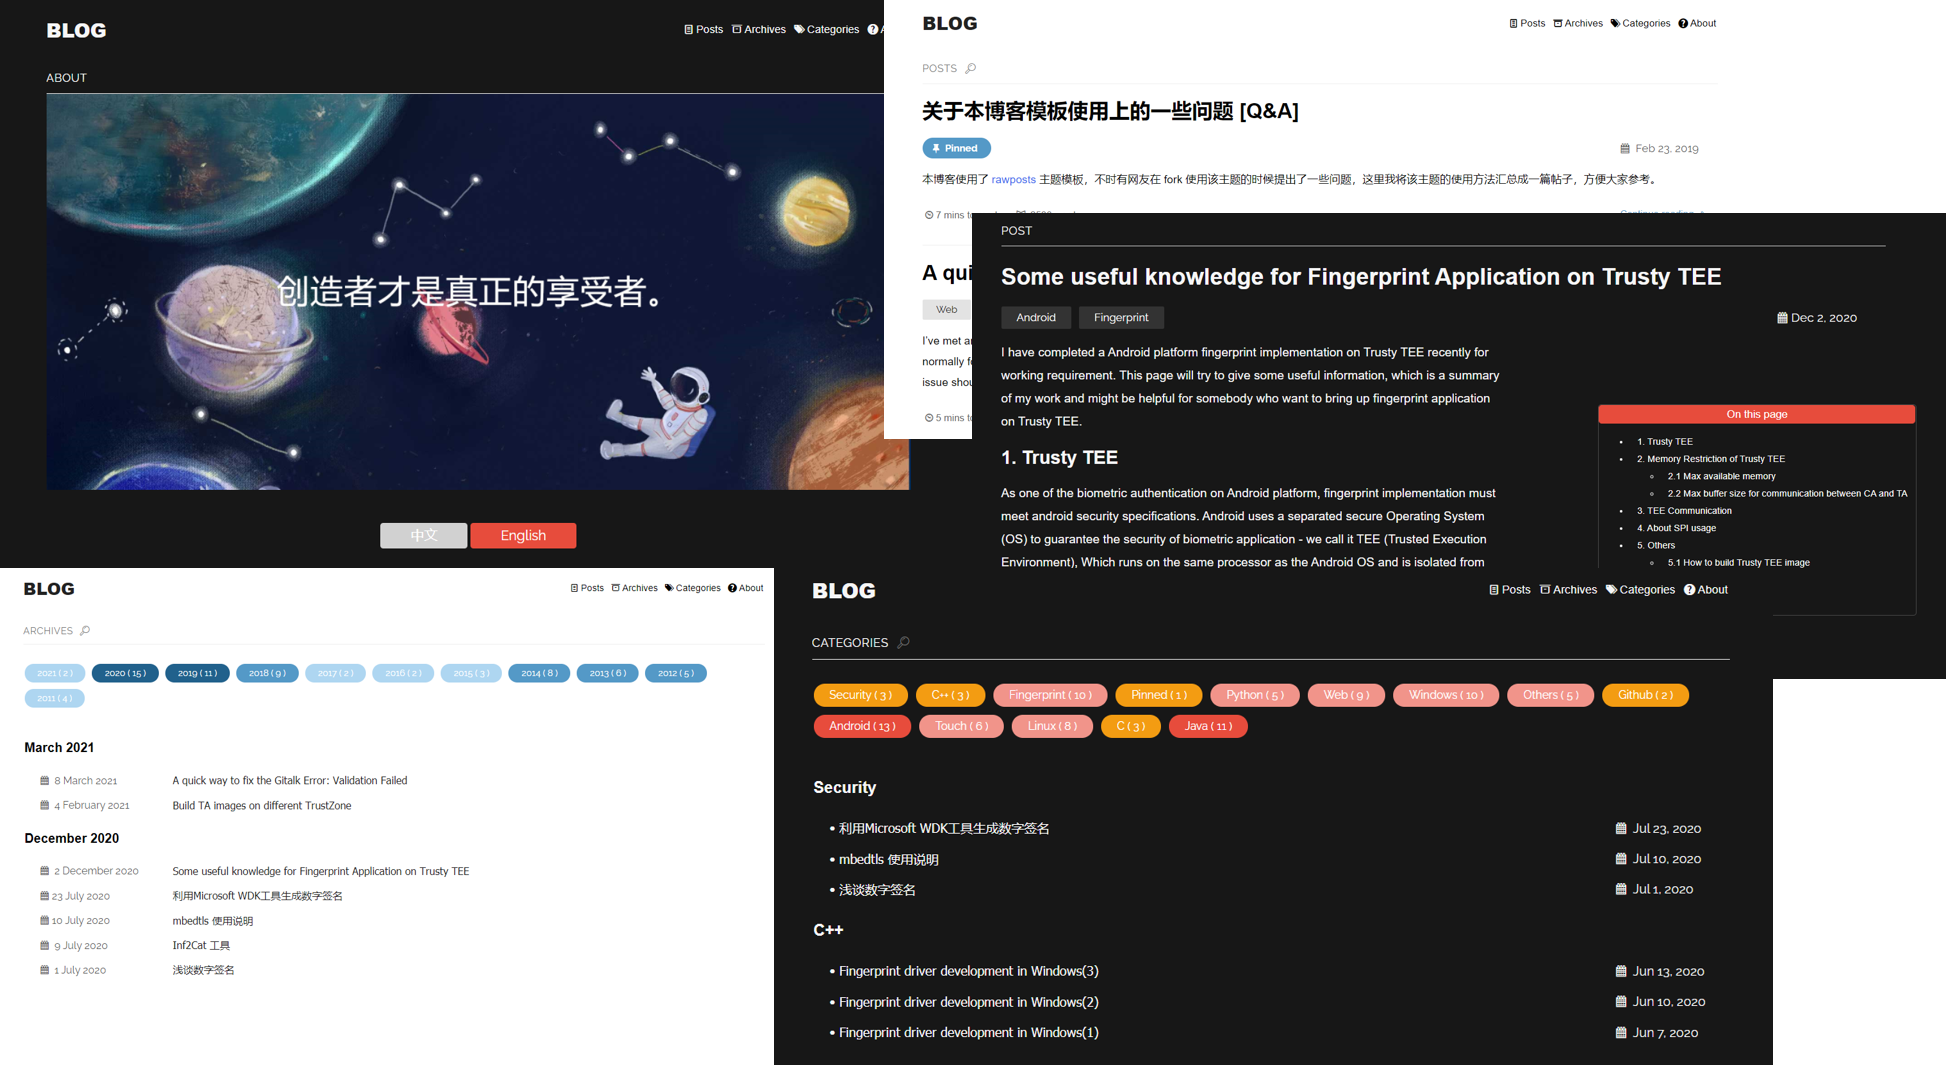 BLOG
Posts Archives Categories
ABOUT
创造者才是真正的享受者。
中文 English
BLOG
Posts Archives Categories About
POSTS
关于本博客模板使用上的一些问题 [Q&A]
Pinned
Feb 23, 2019
本博客使用了 rawposts 主题模板，不时有网友在 fork 使用该主题的时候提出了一些问题，这里我将该主题的使用方法汇总成一篇帖子，方便大家参考。
7 mins
A
Web
I've met
normally
issue
5 mins
POST
Some useful knowledge for Fingerprint Application on Trusty TEE
Android Fingerprint
Dec 2, 2020
I have completed a Android platform fingerprint implementation on Trusty TEE recently for
working requirement. This page will try to give some useful information, which is a summary
of my work and might be helpful for somebody who want to bring up fingerprint application
on Trusty TEE.
1. Trusty TEE
As one of the biometric authentication on Android platform, fingerprint implementation must
meet android security specifications. Android uses a separated secure Operating System
(OS) to guarantee the security of biometric application - we call it TEE (Trusted Execution
Environment), Which runs on the same processor as the Android OS and is isolated from
On this page
1. Trusty TEE
2. Memory Restriction of Trusty TEE
2.1 Max available memory
2.2 Max buffer size for communication between CA and TA
3. TEE Communication
4. About SPI usage
5. Others
5.1 How to build Trusty TEE image
BLOG
Posts Archives Categories About
ARCHIVES
2021 ( 2 ) 2020 ( 15 ) 2019 ( 11 ) 2018 ( 9 ) 2017 ( 2 ) 2016 ( 2 ) 2015 ( 3 ) 2014 ( 8 ) 2013 ( 6 ) 2012 ( 5 )
2011 ( 4 )
March 2021
8 March 2021 A quick way to fix the Gitalk Error: Validation Failed
4 February 2021 Build TA images on different TrustZone
December 2020
2 December 2020 Some useful knowledge for Fingerprint Application on Trusty TEE
23 July 2020 利用Microsoft WDK工具生成数字签名
10 July 2020 mbedtls 使用说明
9 July 2020 Inf2Cat 工具
1 July 2020 浅谈数字签名
BLOG
Posts Archives Categories About
CATEGORIES
Security ( 3 ) C++ ( 3 ) Fingerprint ( 10 ) Pinned ( 1 ) Python ( 5 ) Web ( 9 ) Windows ( 10 ) Others ( 5 ) Github ( 2 )
Android ( 13 ) Touch ( 6 ) Linux ( 8 ) C ( 3 ) Java ( 11 )
Security
• 利用Microsoft WDK工具生成数字签名 Jul 23, 2020
• mbedtls 使用说明 Jul 10, 2020
• 浅谈数字签名 Jul 1, 2020
C++
• Fingerprint driver development in Windows(3) Jun 13, 2020
• Fingerprint driver development in Windows(2) Jun 10, 2020
• Fingerprint driver development in Windows(1) Jun 7, 2020